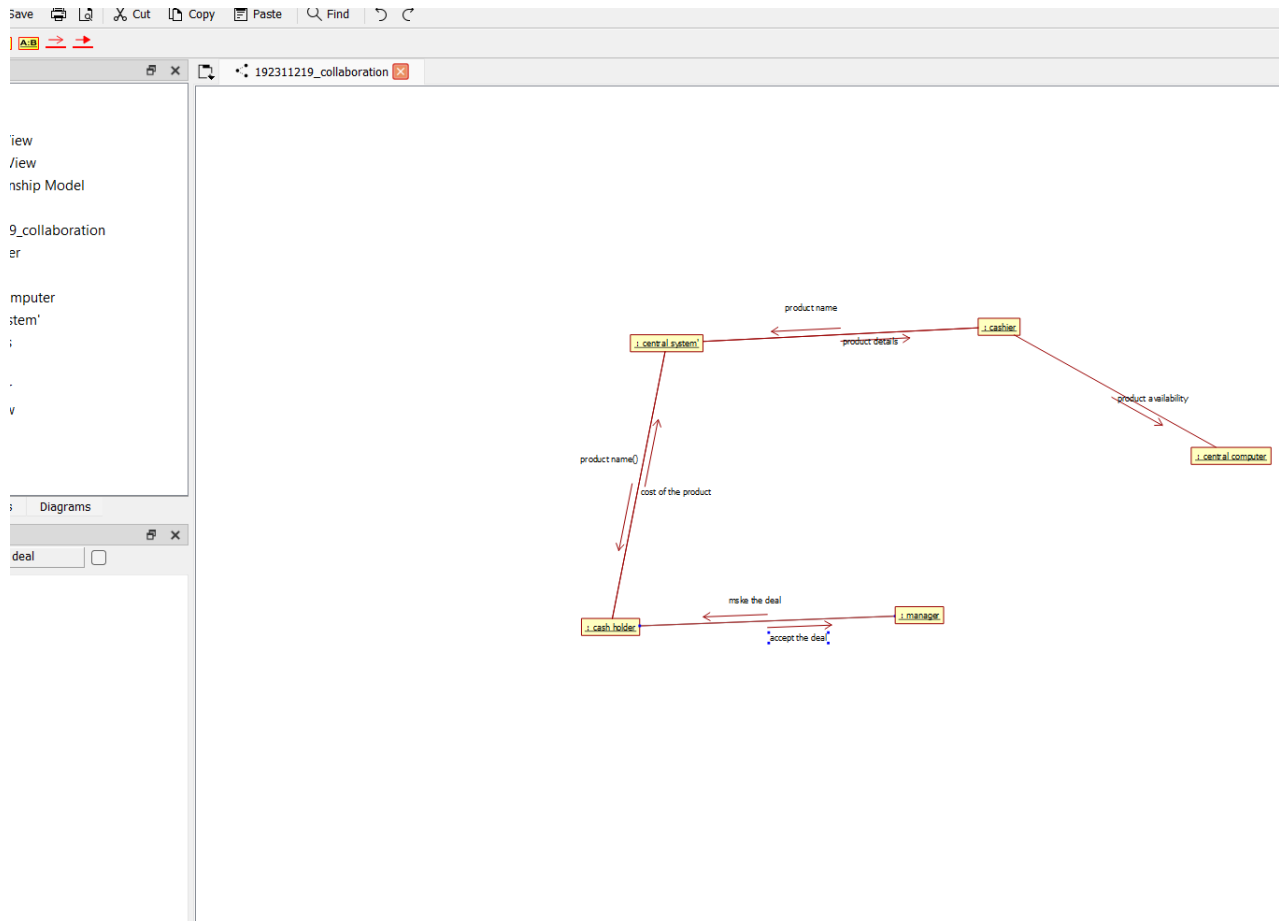 Save Cut Copy Paste Find
A:B
192311219_collaboration
View
View
nship Model
9_collaboration
er
mputer
stem'
s
r
w
product name
: cashier
: central system'
product details
product availability
: central computer
product name()
cost of the product
s Diagrams
deal
mske the deal
: manager
: cash holder
accept the deal